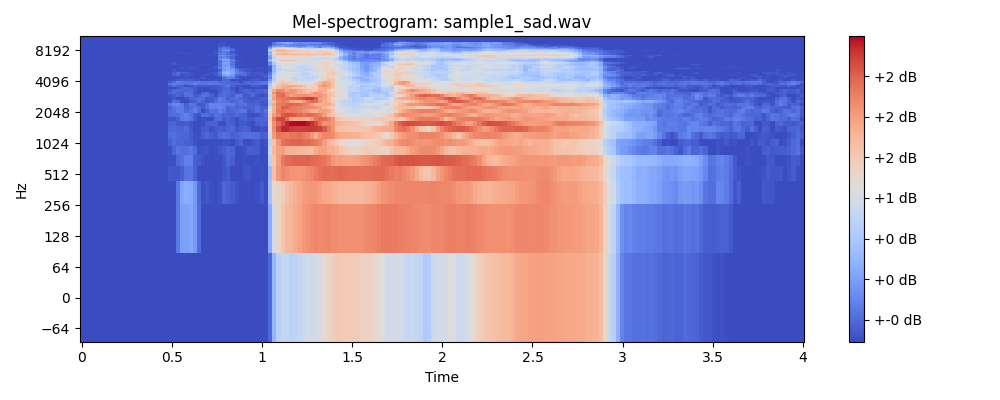 Mel-spectrogram: sample1_sad.wav
Hz
8192
4096
2048
1024
512
256
128
64
0
−64
0
0.5
1
1.5
2
2.5
3
3.5
4
Time
+2 dB
+2 dB
+2 dB
+1 dB
+0 dB
+0 dB
+-0 dB